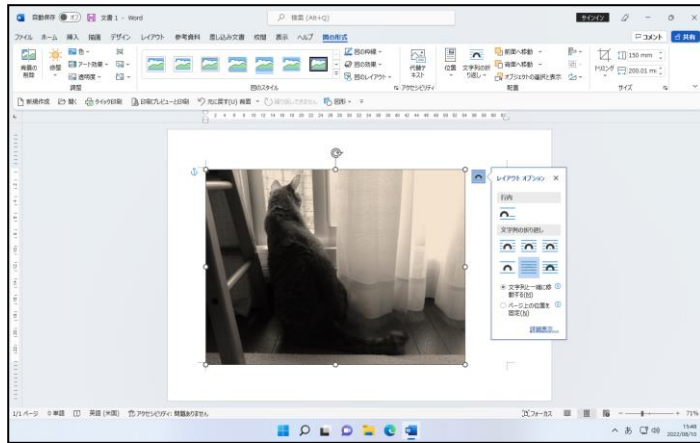 自動保存 オフ 文書 1 - Word 検索 (Alt+Q) サインイン
ファイル ホーム 挿入 描画 デザイン レイアウト 参考資料 差し込み文書 校閲 表示 ヘルプ 図の形式 コメント 共有
背景の削除 修整 色 アート効果 透明度 図の枠線 図の効果 図のレイアウト 代替テキスト 位置 文字列の折り返し 前面へ移動 背面へ移動 オブジェクトの選択と表示 トリミング 150 mm 200.01 mm
調整 図のスタイル アクセシビリティ 配置 サイズ
新規作成 開く クイック印刷 印刷プレビューと印刷 元に戻す(U) 背面 図形
レイアウト オプション
行内
文字列の折り返し
文字列と一緒に移
動する(M)
ページ上の位置を
固定(N)
詳細表示...
1/1 ページ 0 単語 英語 (米国) アクセシビリティ: 問題ありません フォーカス 71%
あ 15:46
2022/08/10